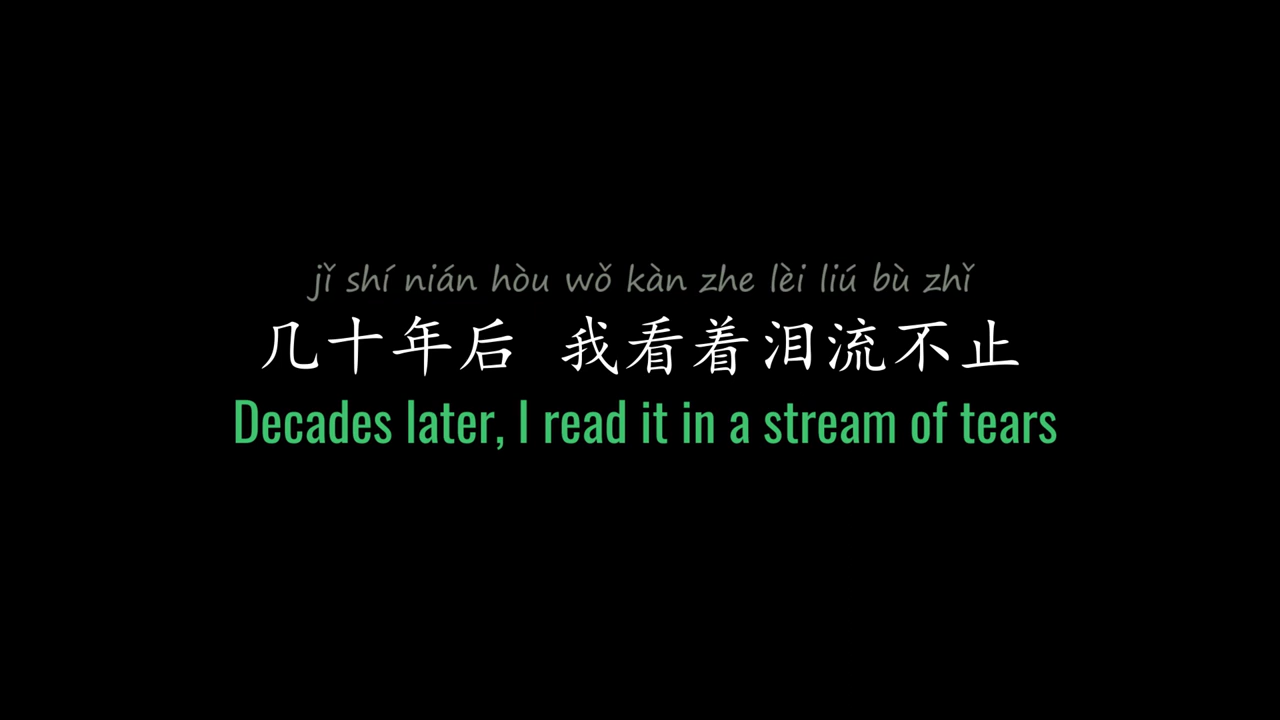 jǐ shí nián hòu wǒ kàn zhe lèi liú bù zhǐ
几十年后 我看着泪流不止
Decades later, I read it in a stream of tears